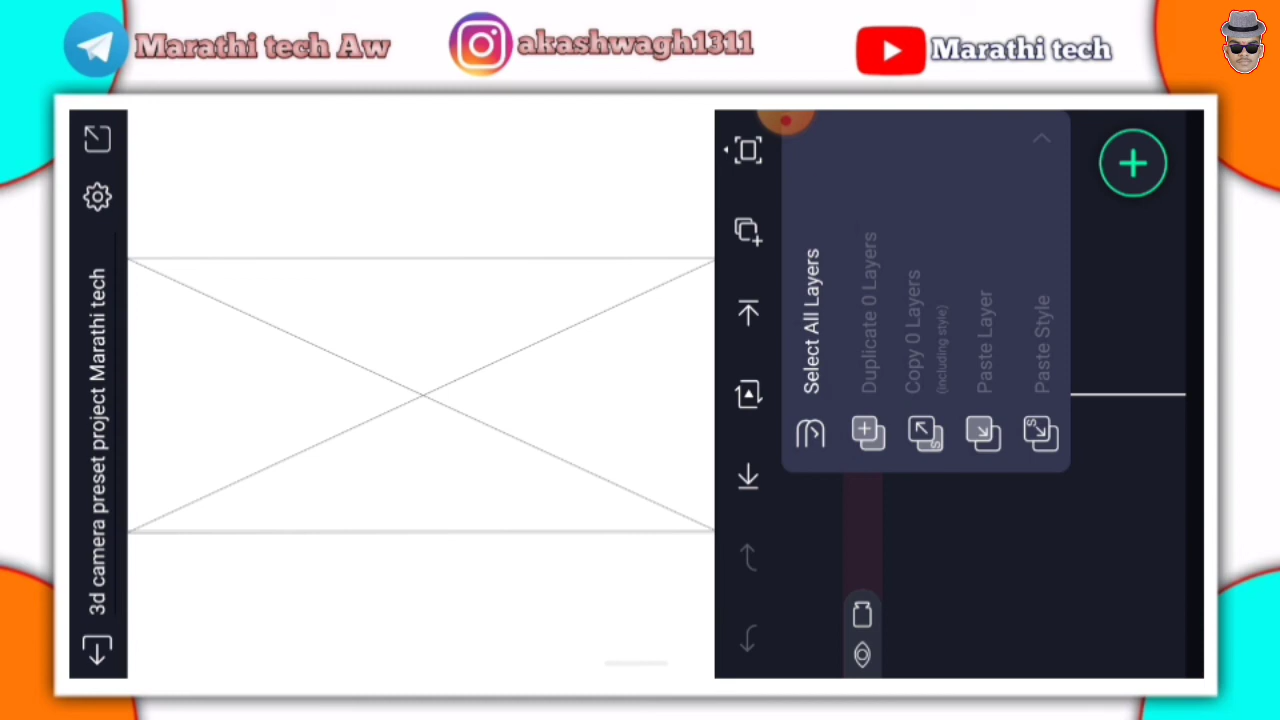 Marathi tech Aw
akashwagh1311
Marathi tech
3d camera preset project Marathi tech
Select All Layers
Duplicate 0 Layers
Copy 0 Layers
(including style)
Paste Layer
Paste Style